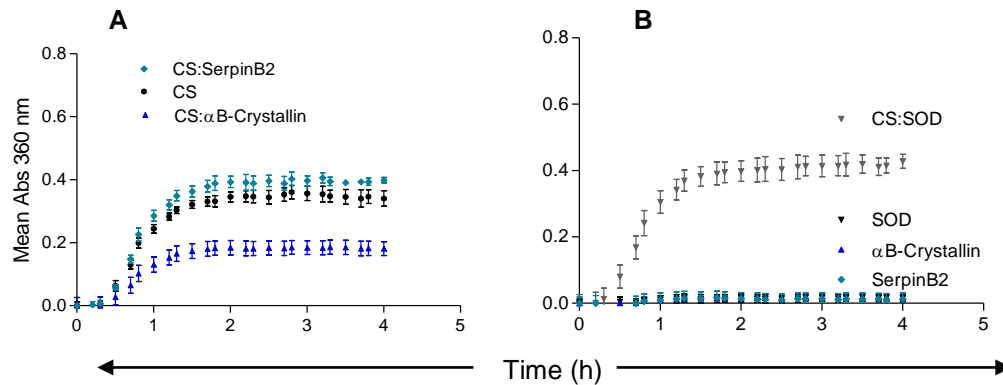 A
B
0.8
0.6
0.4
0.2
0.0
Mean Abs 360 nm
CS:SerpinB2
CS
CS:αB-Crystallin
0 1 2 3 4 5
0.8
0.6
0.4
0.2
0.0
CS:SOD
SOD
αB-Crystallin
SerpinB2
0 1 2 3 4 5
Time (h)